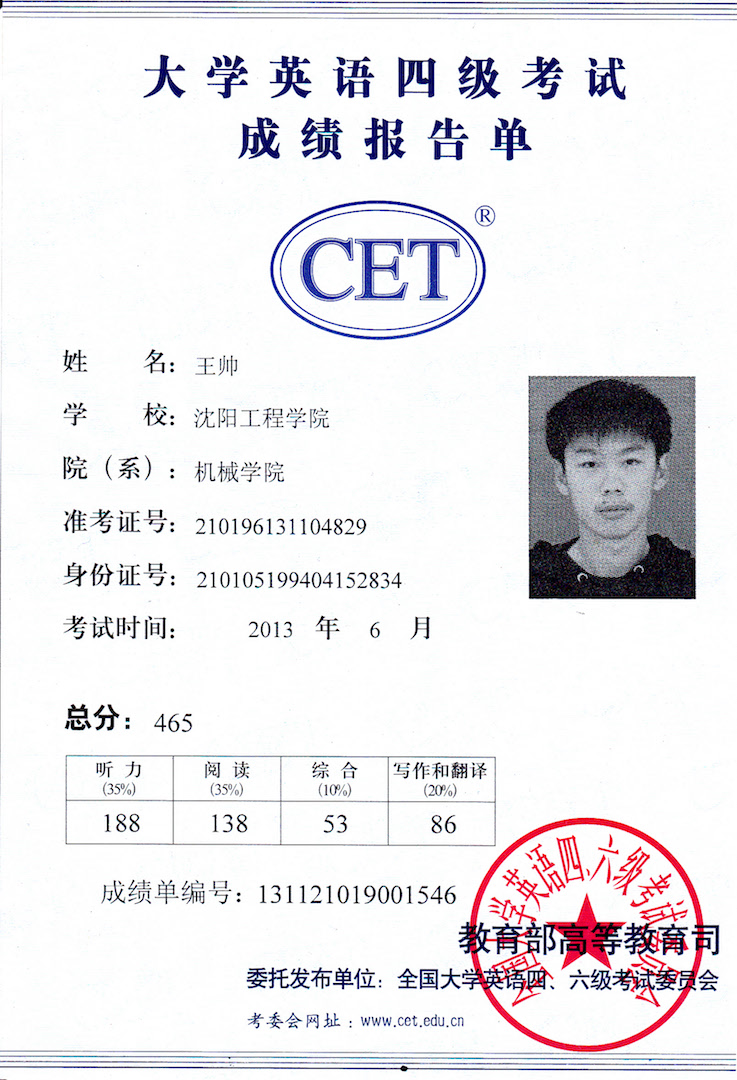 大学英语四级考试
成绩报告单
CET®
姓　　名：王帅
学　　校：沈阳工程学院
院（系）：机械学院
准考证号：210196131104829
身份证号：210105199404152834
考试时间：　2013 年 6 月
总分：465
听 力 阅 读 综 合 写作和翻译
(35%) (35%) (10%) (20%)
188 138 53 86
成绩单编号：131121019001546
全国大学英语四、六级考试委员会
教育部高等教育司
委托发布单位：全国大学英语四、六级考试委员会
考委会网址：www.cet.edu.cn